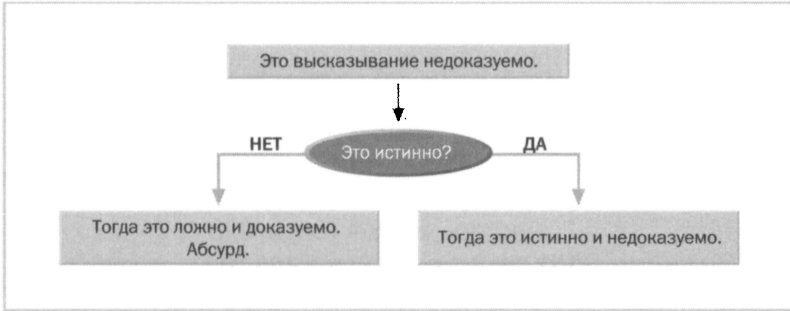 Это высказывание недоказуемо.
НЕТ
Это истинно?
ДА
Тогда это ложно и доказуемо.
Абсурд.
Тогда это истинно и недоказуемо.